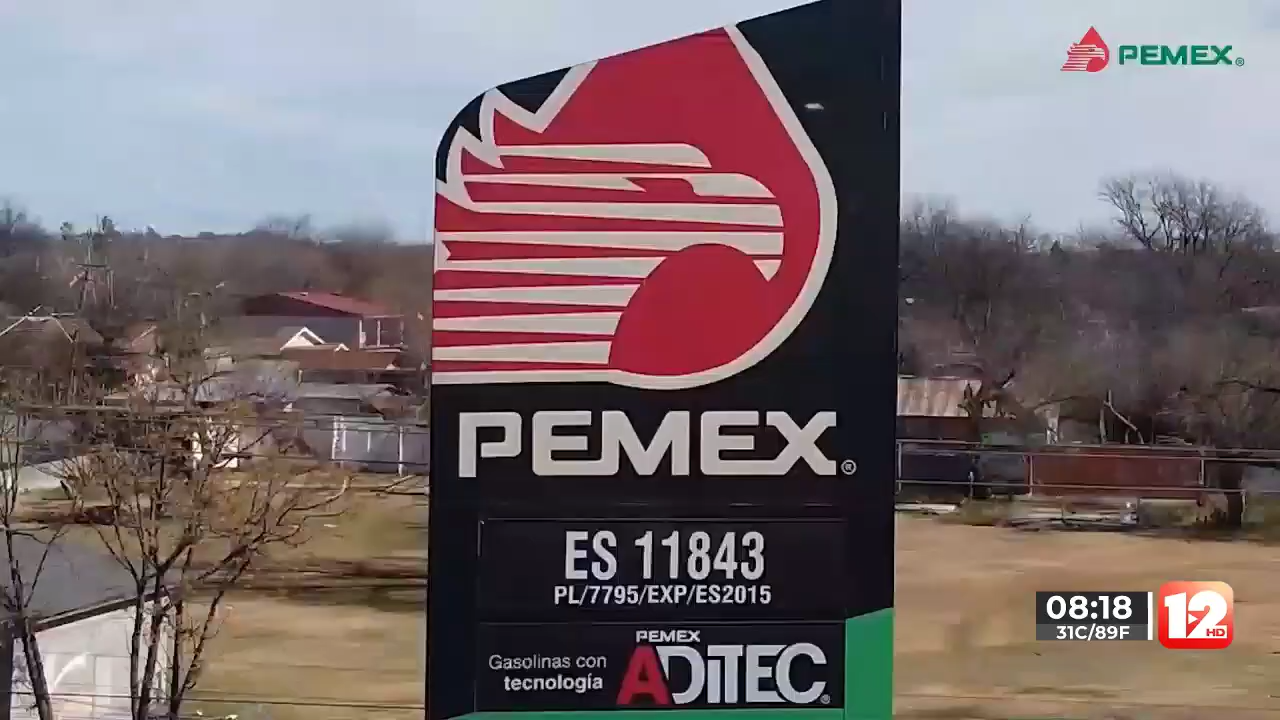 PEMEX®
PEMEX®
ES 11843
PL/7795/EXP/ES2015
PEMEX
Gasolinas con
tecnología
ADITEC®
08:18
31C/89F
12
HD